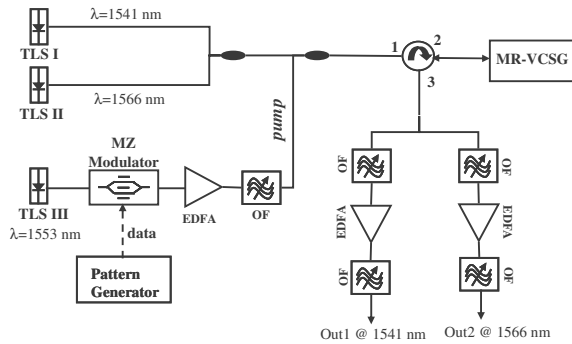 λ=1541 nm
TLS I
λ=1566 nm
TLS II
1
2
3
MR-VCSG
pump
MZ
Modulator
EDFA
OF
TLS III
λ=1553 nm
data
Pattern
Generator
OF
EDFA
OF
OF
EDFA
OF
Out1 @ 1541 nm
Out2 @ 1566 nm